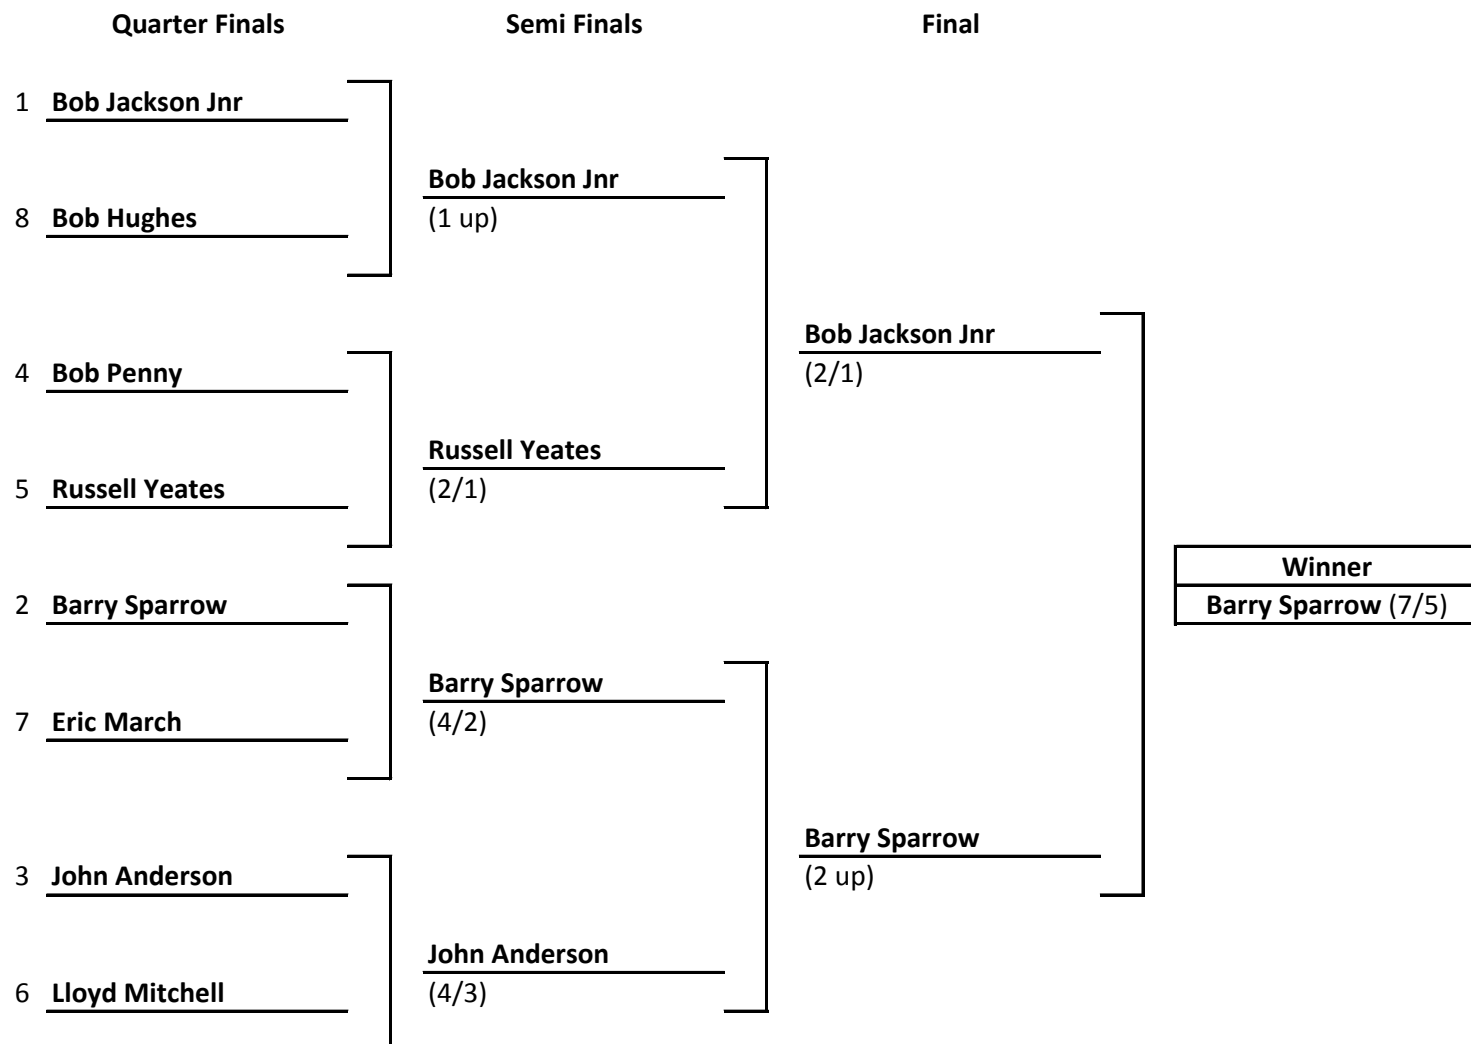 Quarter Finals Semi Finals Final
1 Bob Jackson Jnr
Bob Jackson Jnr
8 Bob Hughes (1 up)
Bob Jackson Jnr
4 Bob Penny (2/1)
Russell Yeates
5 Russell Yeates (2/1)
Winner
2 Barry Sparrow Barry Sparrow (7/5)
Barry Sparrow
7 Eric March (4/2)
Barry Sparrow
3 John Anderson (2 up)
John Anderson
6 Lloyd Mitchell (4/3)